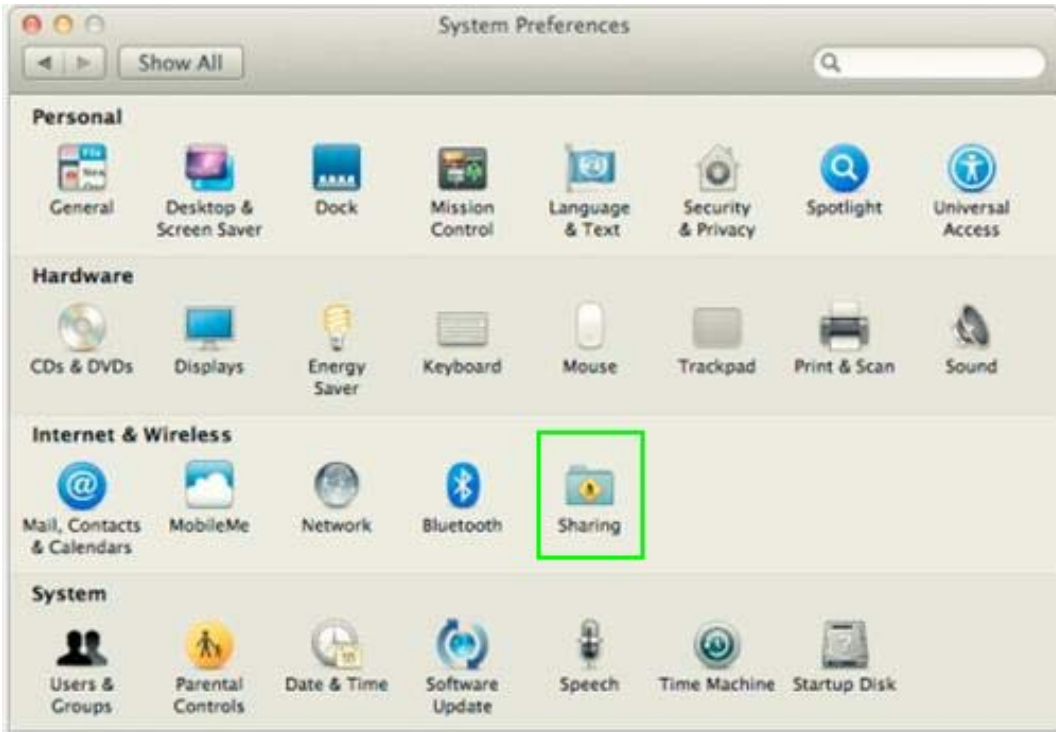 System Preferences
Show All
Personal
General
Desktop &
Screen Saver
Dock
Mission
Control
Language
& Text
Security
& Privacy
Spotlight
Universal
Access
Hardware
CDs & DVDs
Displays
Energy
Saver
Keyboard
Mouse
Trackpad
Print & Scan
Sound
Internet & Wireless
Mail, Contacts
& Calendars
MobileMe
Network
Bluetooth
Sharing
System
Users &
Groups
Parental
Controls
Date & Time
Software
Update
Speech
Time Machine
Startup Disk